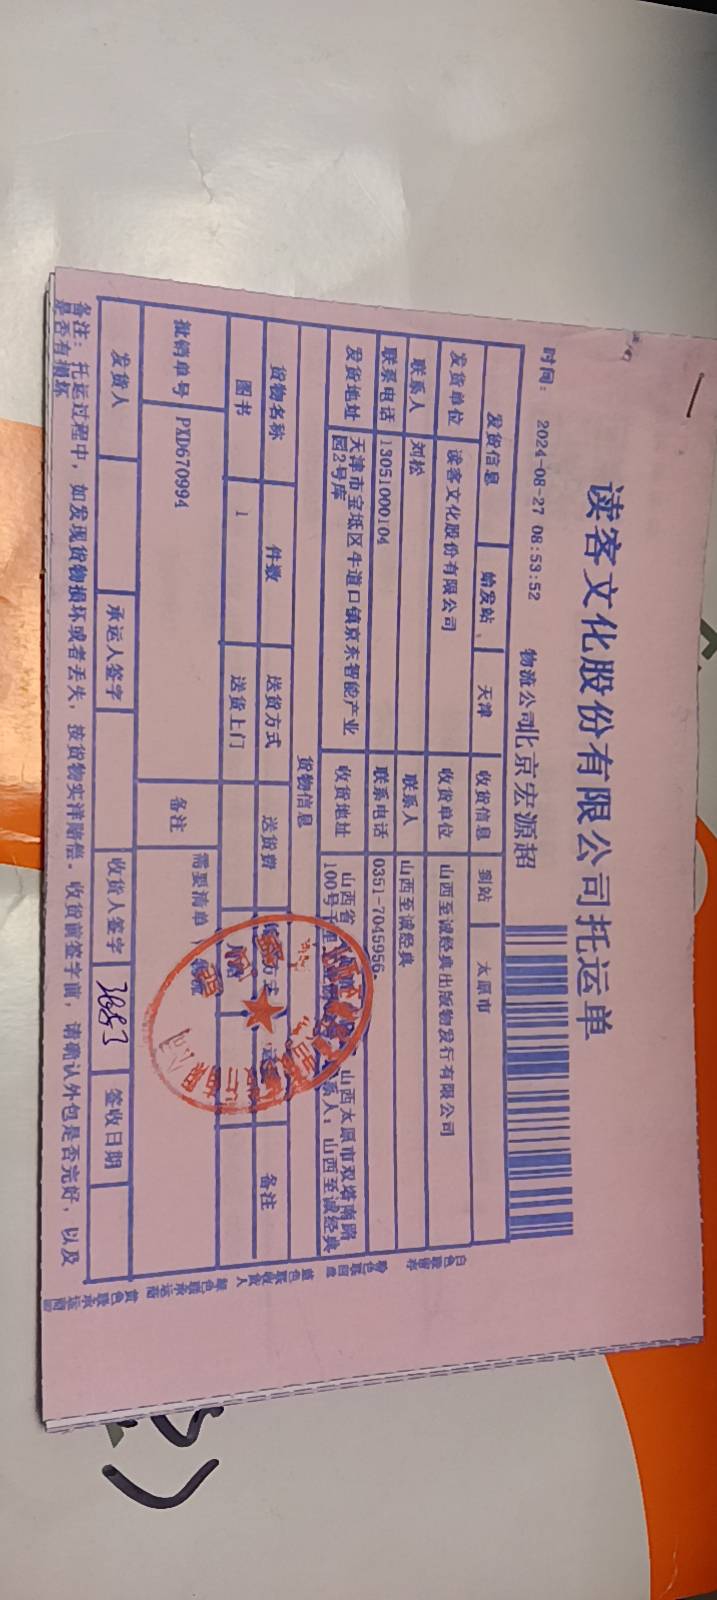 读客文化股份有限公司托运单
时间： 2024-08-27 08:53:52 物流公司北京宏源超
发货信息 始发站 天津 收货信息 到站 太原市
发货单位 读客文化股份有限公司 收货单位 山西至诚经典出版物发行有限公司
联系人 刘松 联系人 山西至诚经典
联系电话 13051000104 联系电话 0351-7045956
发货地址 天津市宝坻区牛道口镇京东智能产业园2号库 收货地址 山西省 山西太原市双塔南路
100号 系人：山西至诚经典
货物信息
货物名称 件数 送货方式 送货费 方式 备注
图书 1 送货上门
批销单号 PXD670994 备注 需要清单，
发货人 承运人签字 收货人签字 签收日期
备注：托运过程中，如发现货物损坏或者丢失，按货物实洋赔偿。收货前签字前，请确认外包是否完好，以及
是否有损坏
白色联留存 粉色联回单 蓝色联收货人 绿色联承运商 黄色联承运商